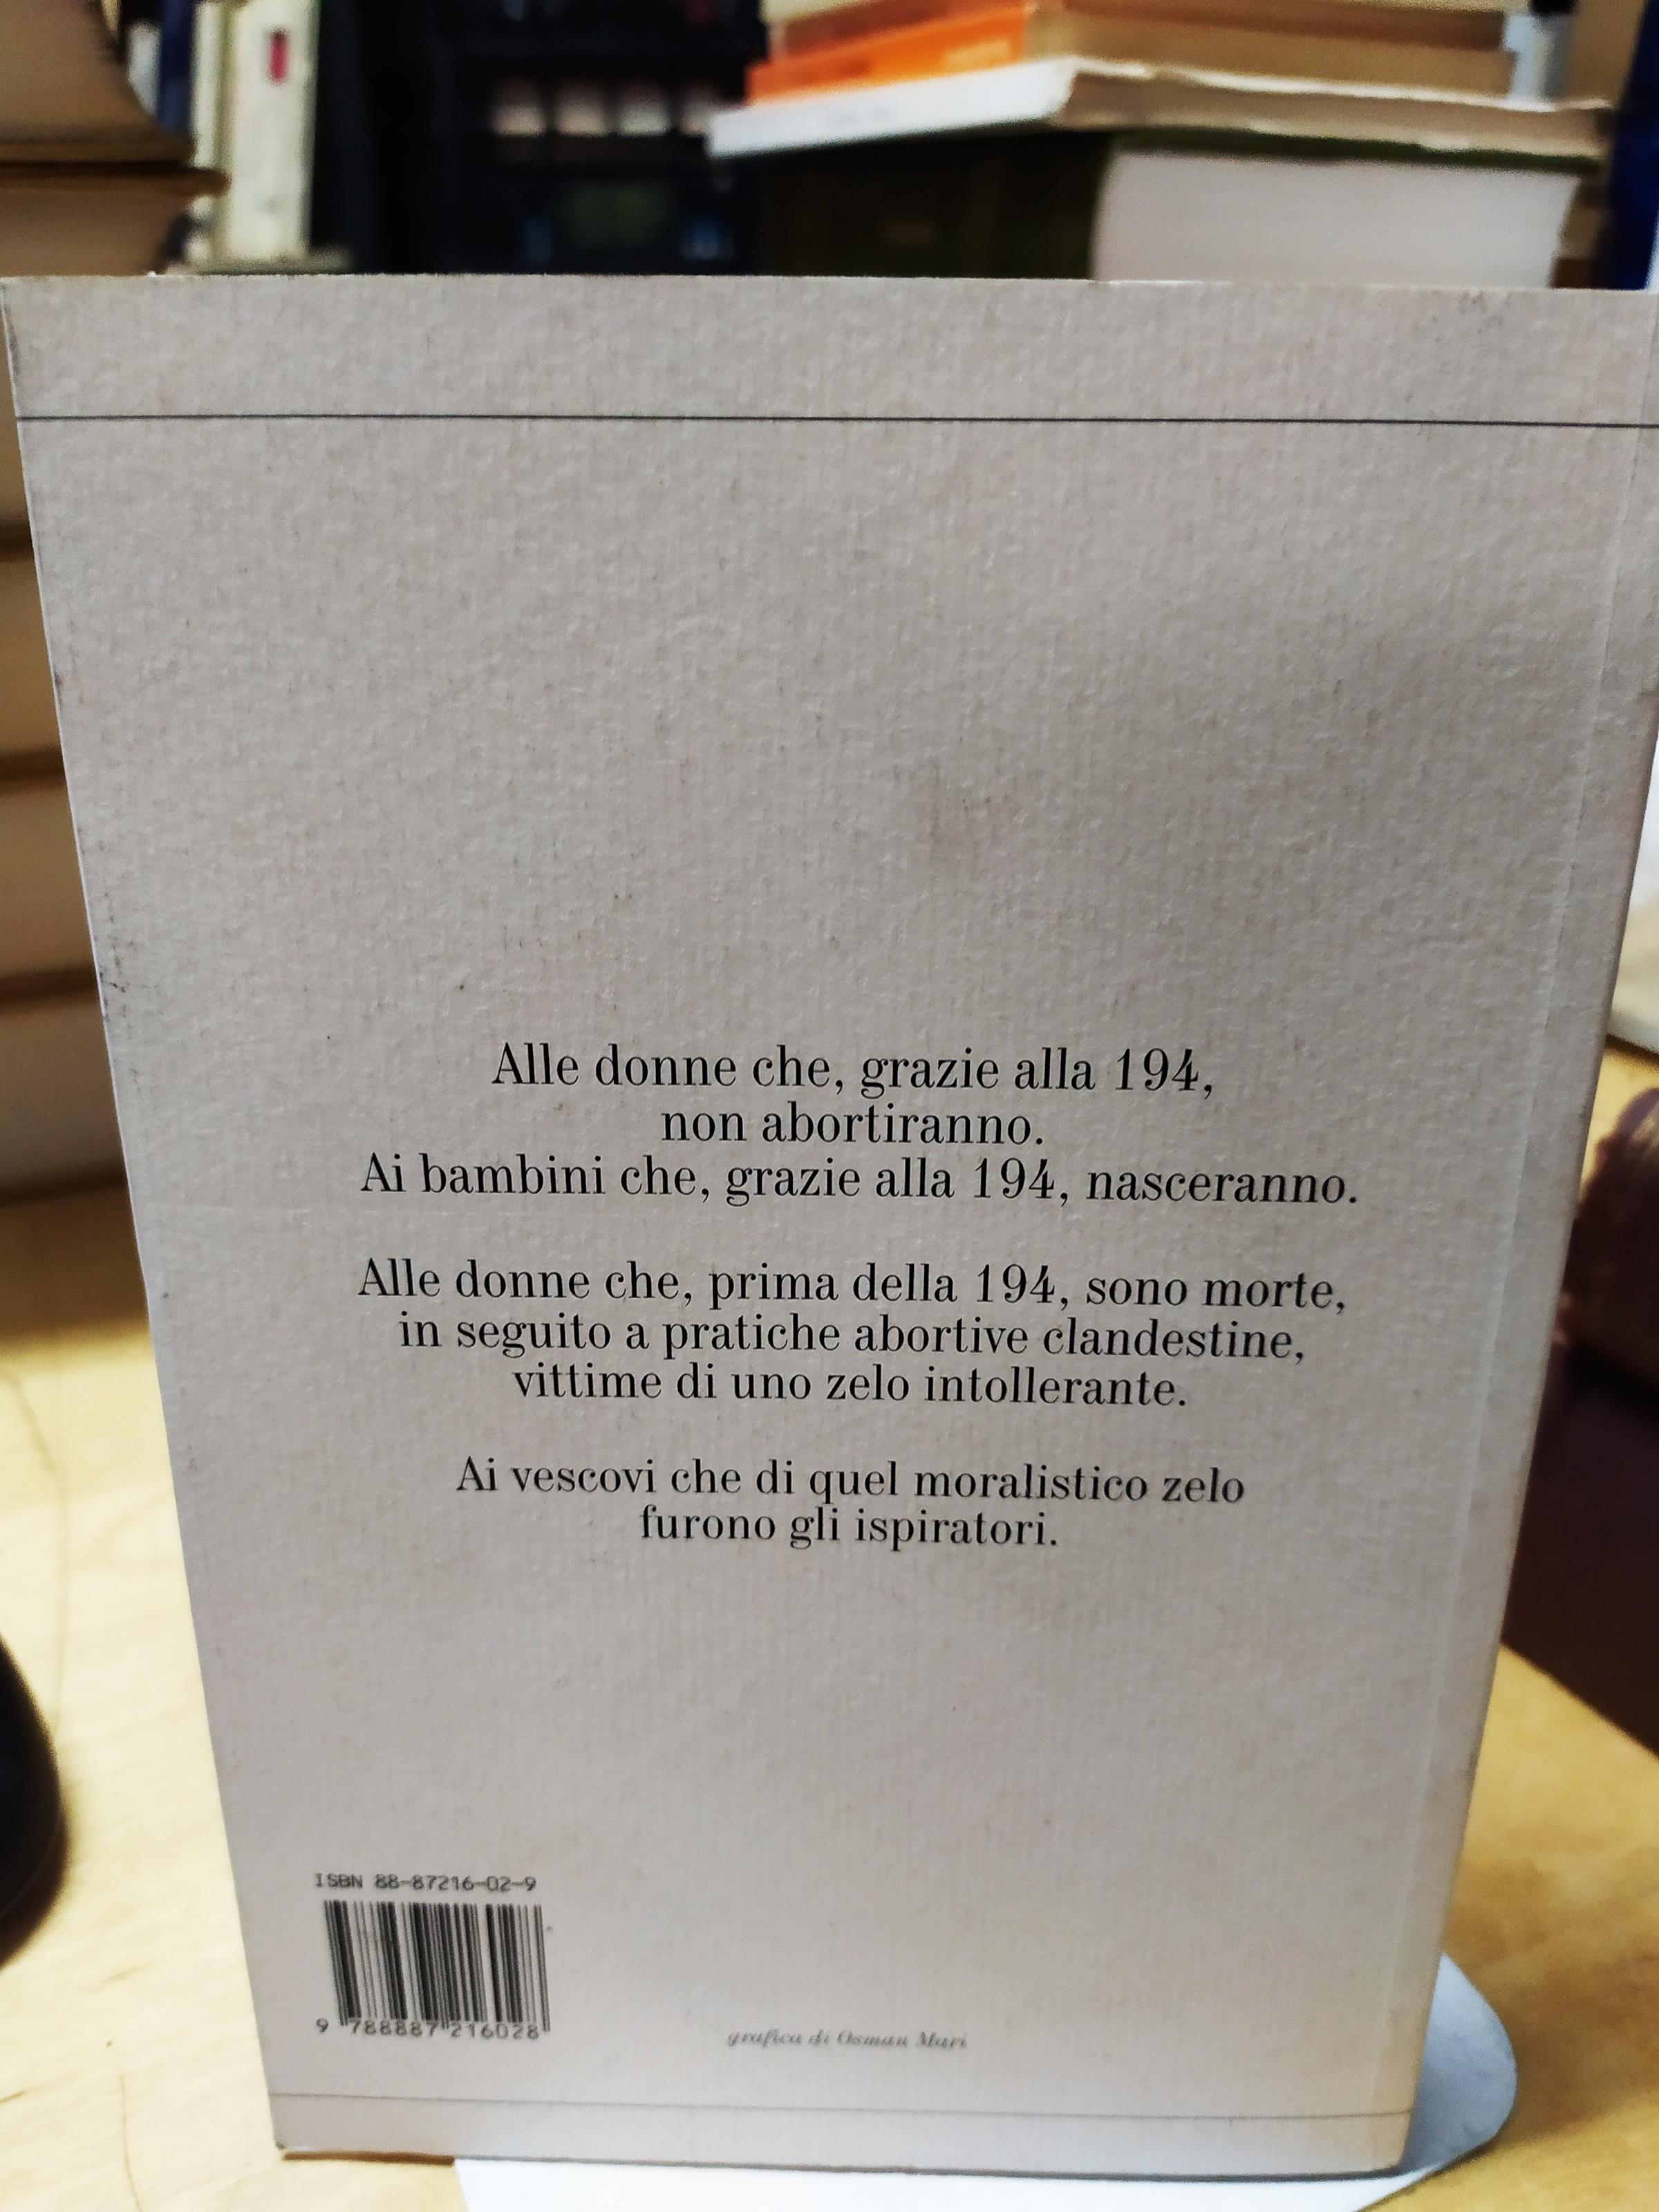 Alle donne che, grazie alla 194,
non abortiranno.
Ai bambini che, grazie alla 194, nasceranno.
Alle donne che, prima della 194, sono morte,
in seguito a pratiche abortive clandestine,
vittime di uno zelo intollerante.
Ai vescovi che di quel moralistico zelo
furono gli ispiratori.
ISBN 88-87216-02-9
9 788887 216028
grafica di Osman Mari